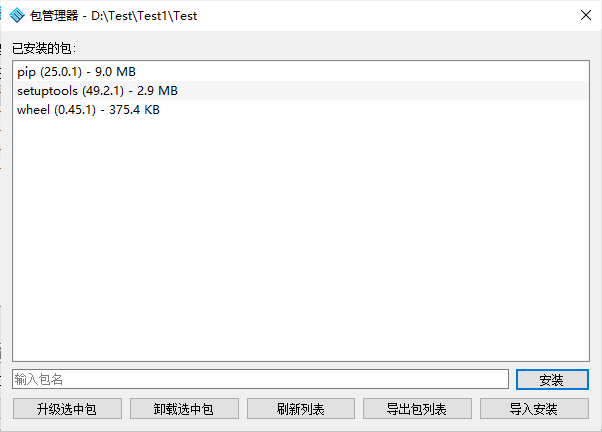 包管理器 - D:\Test\Test1\Test
已安装的包:
pip (25.0.1) - 9.0 MB
setuptools (49.2.1) - 2.9 MB
wheel (0.45.1) - 375.4 KB
输入包名
安装
升级选中包
卸载选中包
刷新列表
导出包列表
导入安装